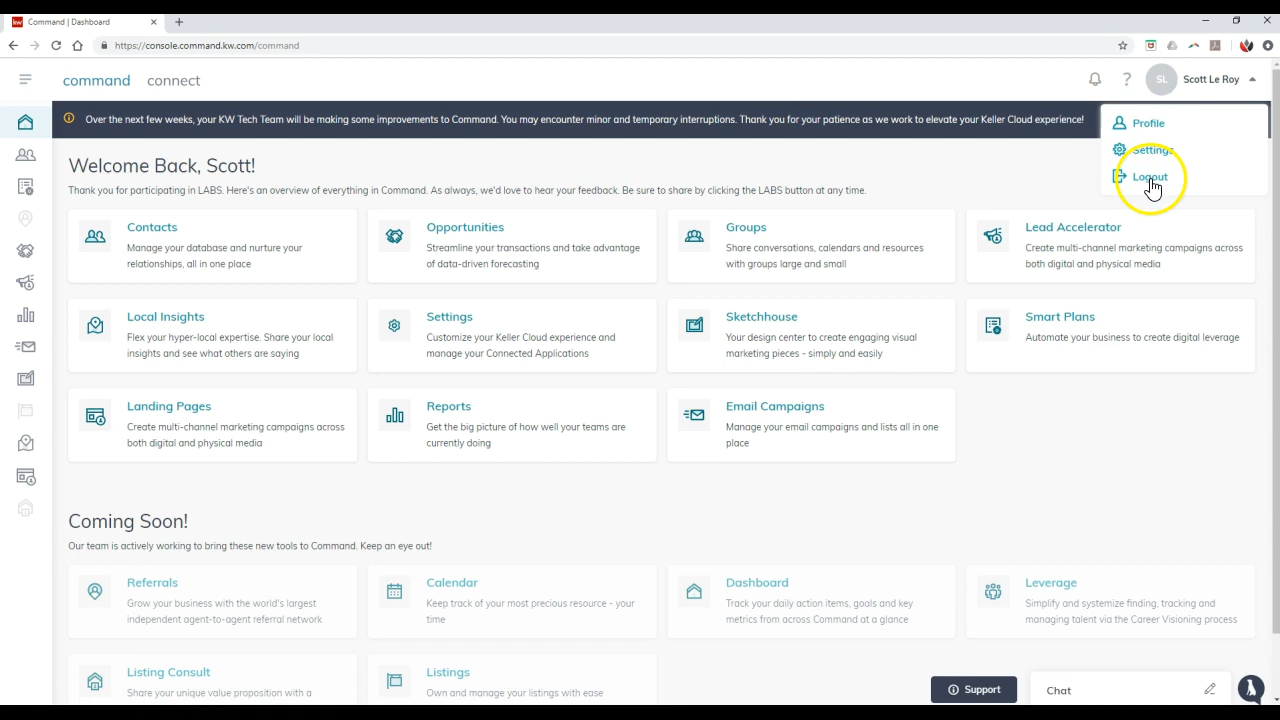 kw Command | Dashboard
https://console.command.kw.com/command
command connect
? SL Scott Le Roy
Over the next few weeks, your KW Tech Team will be making some improvements to Command. You may encounter minor and temporary interruptions. Thank you for your patience as we work to elevate your Keller Cloud experience!
Profile
Settings
Logout
Welcome Back, Scott!
Thank you for participating in LABS. Here's an overview of everything in Command. As always, we'd love to hear your feedback. Be sure to share by clicking the LABS button at any time.
Contacts
Manage your database and nurture your
relationships, all in one place
Opportunities
Streamline your transactions and take advantage
of data-driven forecasting
Groups
Share conversations, calendars and resources
with groups large and small
Lead Accelerator
Create multi-channel marketing campaigns across
both digital and physical media
Local Insights
Flex your hyper-local expertise. Share your local
insights and see what others are saying
Settings
Customize your Keller Cloud experience and
manage your Connected Applications
Sketchhouse
Your design center to create engaging visual
marketing pieces - simply and easily
Smart Plans
Automate your business to create digital leverage
Landing Pages
Create multi-channel marketing campaigns across
both digital and physical media
Reports
Get the big picture of how well your teams are
currently doing
Email Campaigns
Manage your email campaigns and lists all in one
place
Coming Soon!
Our team is actively working to bring these new tools to Command. Keep an eye out!
Referrals
Grow your business with the world's largest
independent agent-to-agent referral network
Calendar
Keep track of your most precious resource - your
time
Dashboard
Track your daily action items, goals and key
metrics from across Command at a glance
Leverage
Simplify and systemize finding, tracking and
managing talent via the Career Visioning process
Listing Consult
Share your unique value proposition with a
Listings
Own and manage your listings with ease
Support
Chat